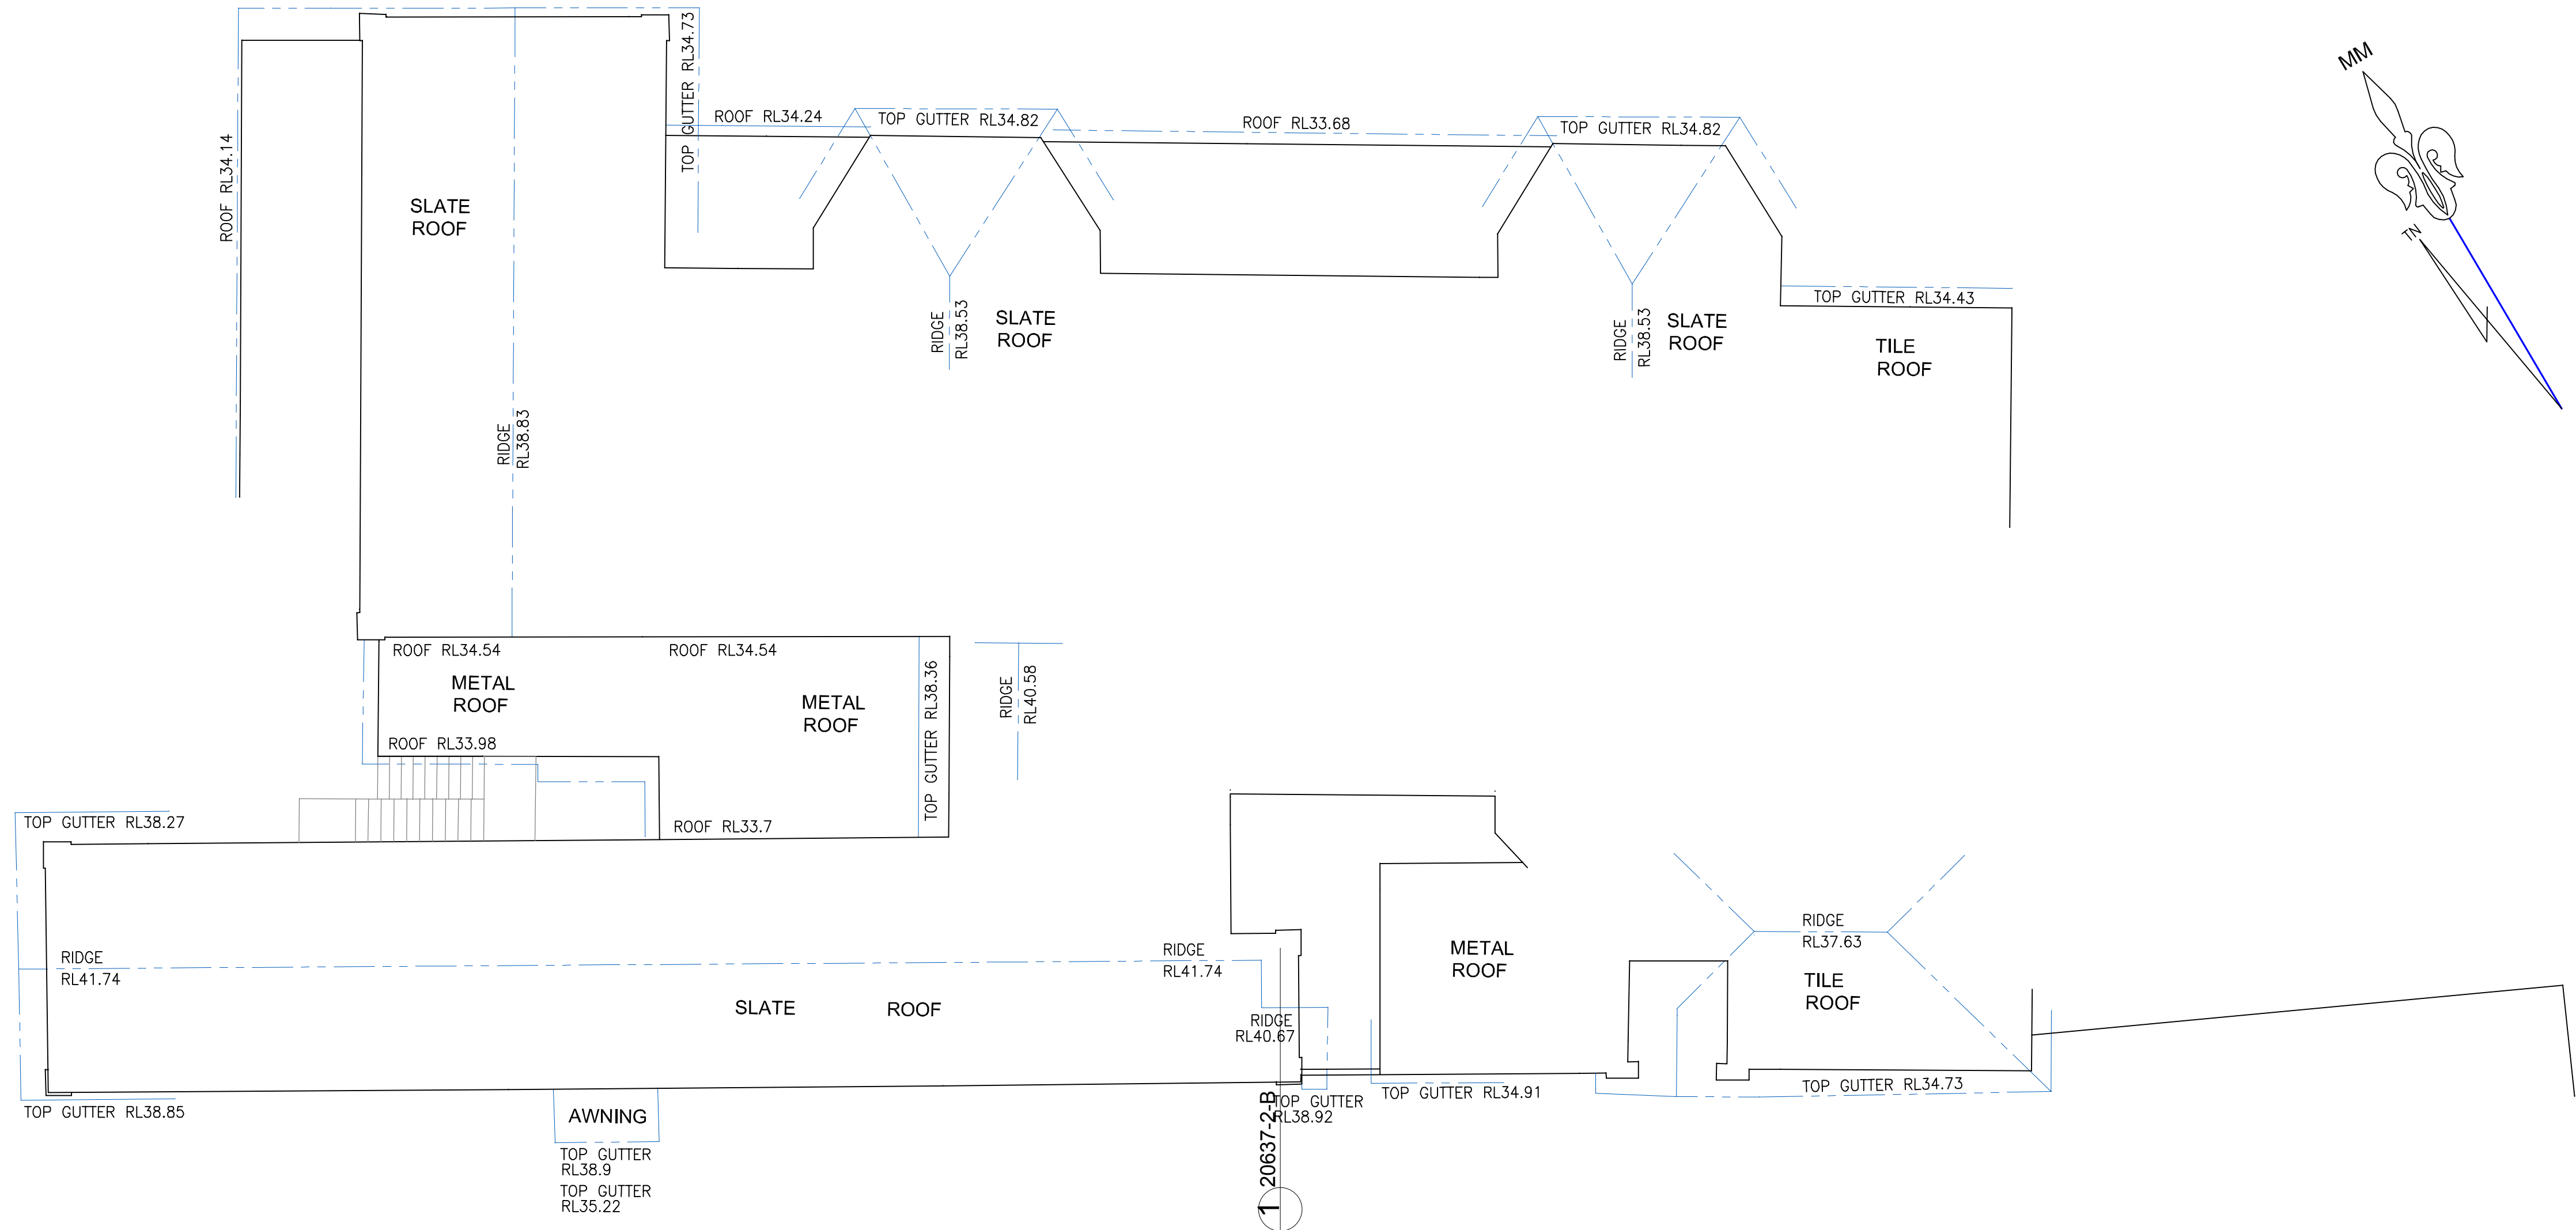 MM
TN
TOP GUTTER RL34.73
ROOF RL34.24
TOP GUTTER RL34.82
ROOF RL33.68
TOP GUTTER RL34.82
ROOF RL34.14
SLATE
ROOF
RIDGE
RL38.53
SLATE
ROOF
RIDGE
RL38.53
SLATE
ROOF
TOP GUTTER RL34.43
TILE
ROOF
RIDGE
RL38.83
ROOF RL34.54
ROOF RL34.54
METAL
ROOF
METAL
ROOF
TOP GUTTER RL38.36
RIDGE
RL40.58
ROOF RL33.98
TOP GUTTER RL38.27
ROOF RL33.7
RIDGE
RL41.74
RIDGE
RL41.74
SLATE ROOF
METAL
ROOF
RIDGE
RL37.63
TILE
ROOF
RIDGE
RL40.67
TOP GUTTER RL38.85
AWNING
TOP GUTTER
RL38.9
TOP GUTTER
RL35.22
TOP GUTTER
RL38.92
TOP GUTTER RL34.91
TOP GUTTER RL34.73
1 20637-2-B